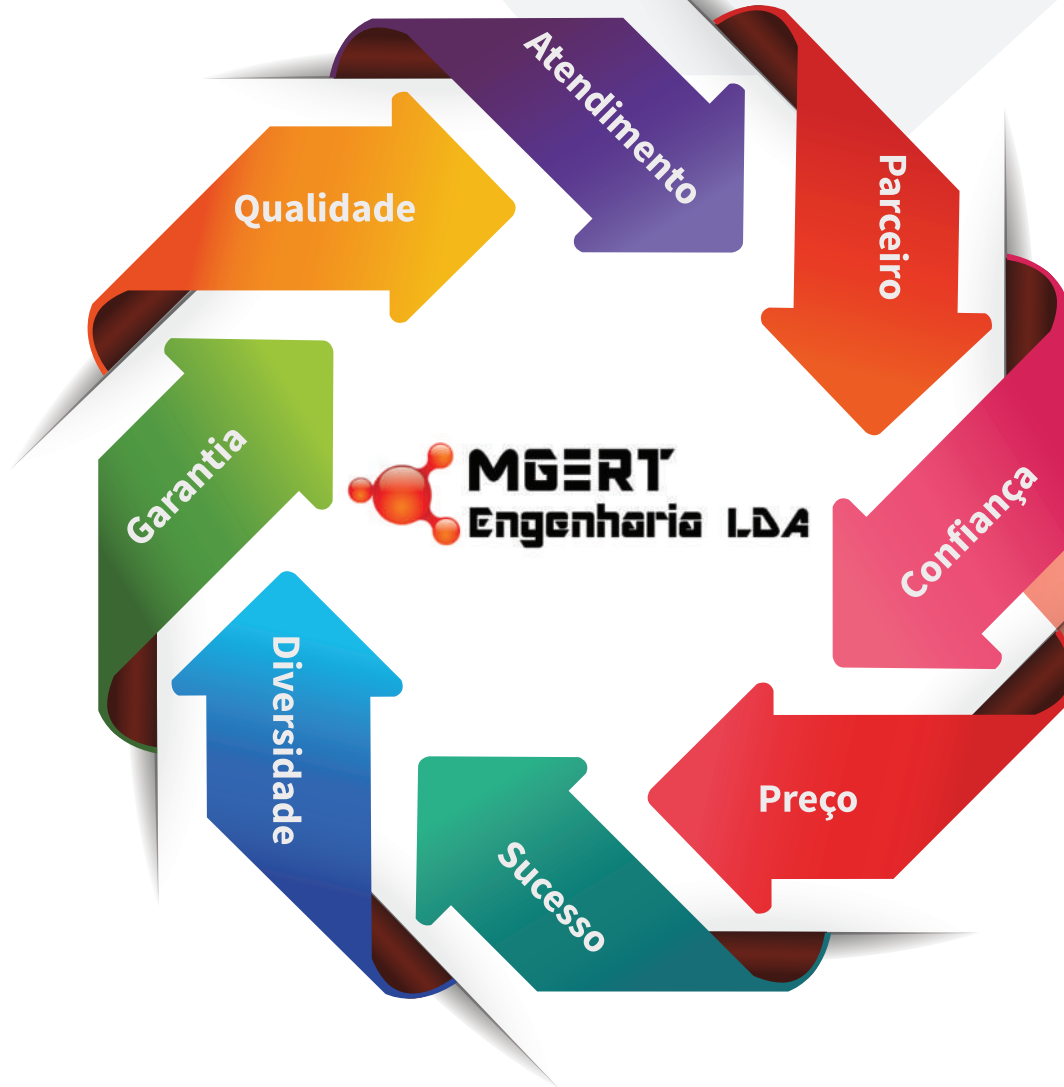 Atendimento
Parceiro
Qualidade
Garantia
MGERT
Engenharia LDA
Confiança
Diversidade
Preço
Sucesso